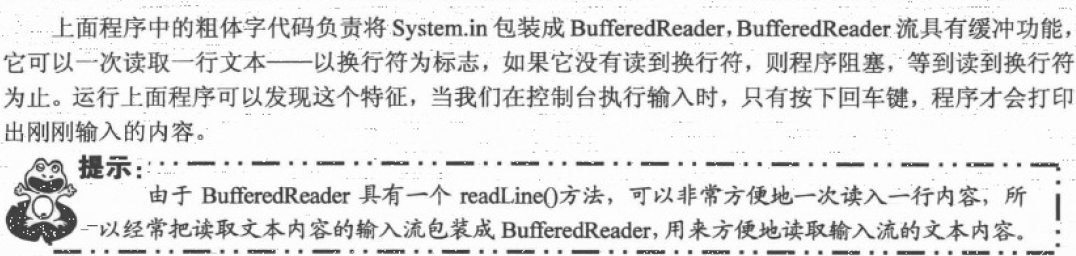 上面程序中的粗体字代码负责将 System.in 包装成 BufferedReader，BufferedReader 流具有缓冲功能，
它可以一次读取一行文本——以换行符为标志，如果它没有读到换行符，则程序阻塞，等到读到换行符
为止。运行上面程序可以发现这个特征，当我们在控制台执行输入时，只有按下回车键，程序才会打印
出刚刚输入的内容。
提示：
由于 BufferedReader 具有一个 readLine()方法，可以非常方便地一次读入一行内容，所
以经常把读取文本内容的输入流包装成 BufferedReader，用来方便地读取输入流的文本内容。